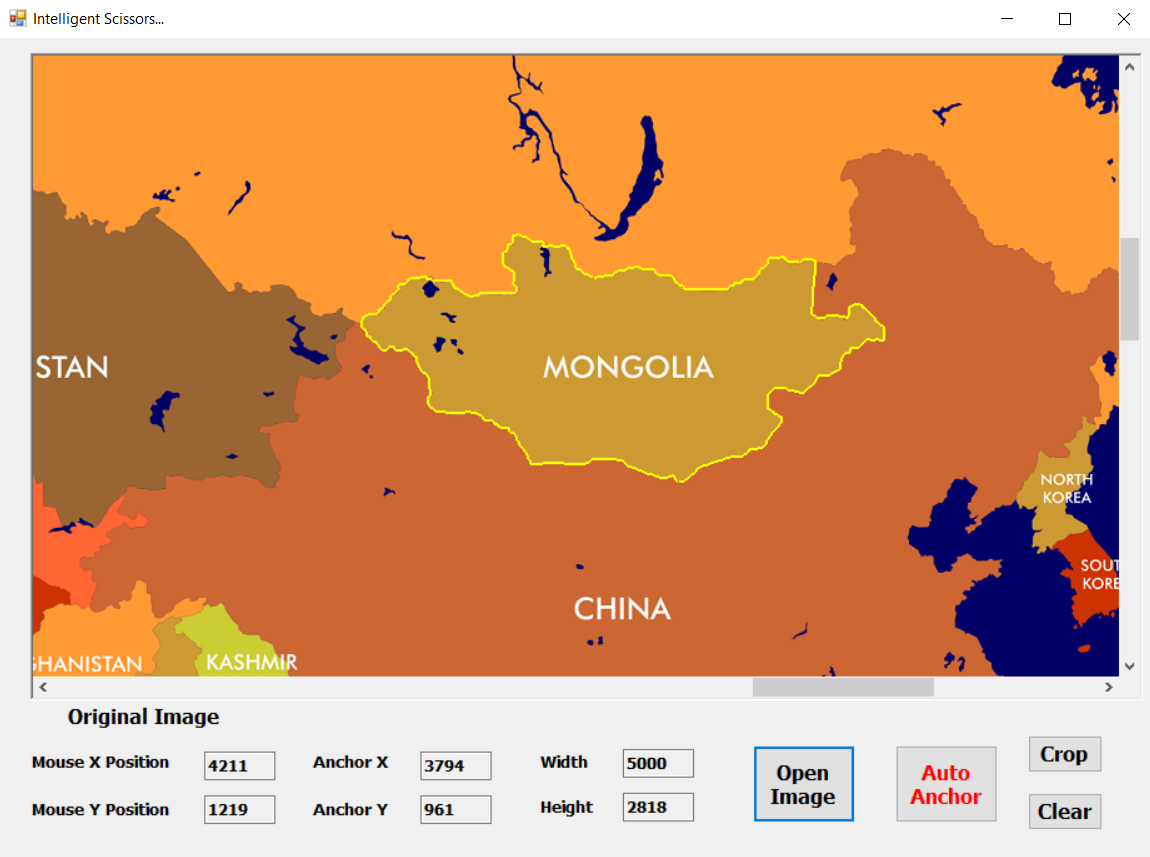 Intelligent Scissors...
STAN
MONGOLIA
NORTH
KOREA
SOUT
KORE
CHINA
GHANISTAN
KASHMIR
Original Image
Mouse X Position
4211
Anchor X
3794
Width
5000
Open
Image
Auto
Anchor
Crop
Mouse Y Position
1219
Anchor Y
961
Height
2818
Clear